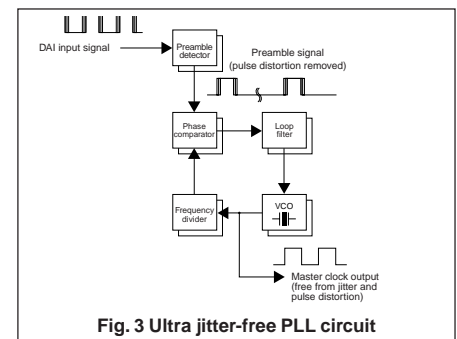 DAI input signal
Preamble
detector
Preamble signal
(pulse distortion removed)
Phase
comparator
Loop
filter
Frequency
divider
VCO
Master clock output
(free from jitter and
pulse distortion)
Fig. 3 Ultra jitter-free PLL circuit